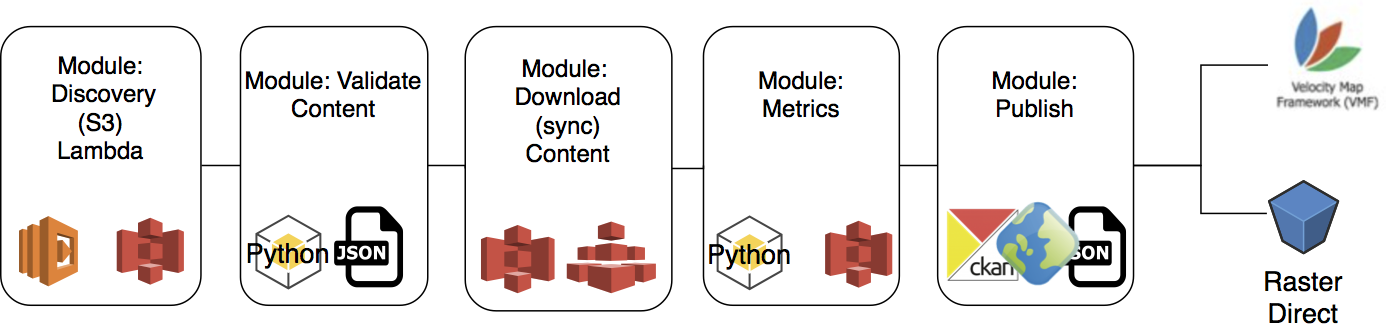 Module:
Discovery
(S3)
Lambda
Module: Validate
Content
Python
JSON
Module:
Download
(sync)
Content
Module:
Metrics
Python
Module:
Publish
ckan
SON
Velocity Map
Framework (VMF)
Raster
Direct